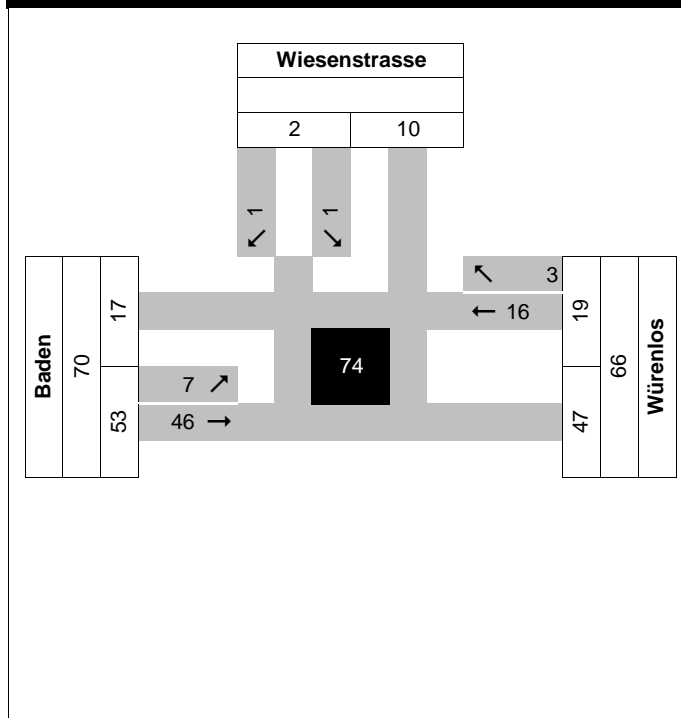 Wiesenstrasse
2 10
1 ↙ 1 ↘
↖ 3
← 16
Baden 70 17 53
7 ↗
46 →
74
19 47 66 Würenlos